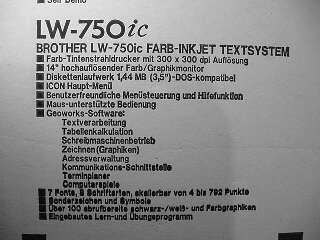 Self Demo
LW-750ic
BROTHER LW-750ic FARB-INKJET TEXTSYSTEM
■ Farb-Tintenstrahldrucker mit 300 x 300 dpi Auflösung
■ 14" hochauflösender Farb/Graphikmonitor
■ Diskettenlaufwerk 1,44 MB (3,5")-DOS-kompatibel
■ ICON Haupt-Menü
■ Benutzerfreundliche Menüsteuerung und Hilfefunktion
■ Maus-unterstützte Bedienung
■ Geoworks-Software:
Textverarbeitung
Tabellenkalkulation
Schreibmaschinenbetrieb
Zeichnen (Graphiken)
Adressverwaltung
Kommunikations-Schnittstelle
Terminplaner
Computerspiele
■ 7 Fonts, 8 Schriftarten, skalierbar von 4 bis 792 Punkte
■ Sonderzeichen und Symbole
■ Über 100 abrufbereite schwarz-/weiß- und Farbgraphiken
■ Eingebautes Lern-und Übungsprogramm